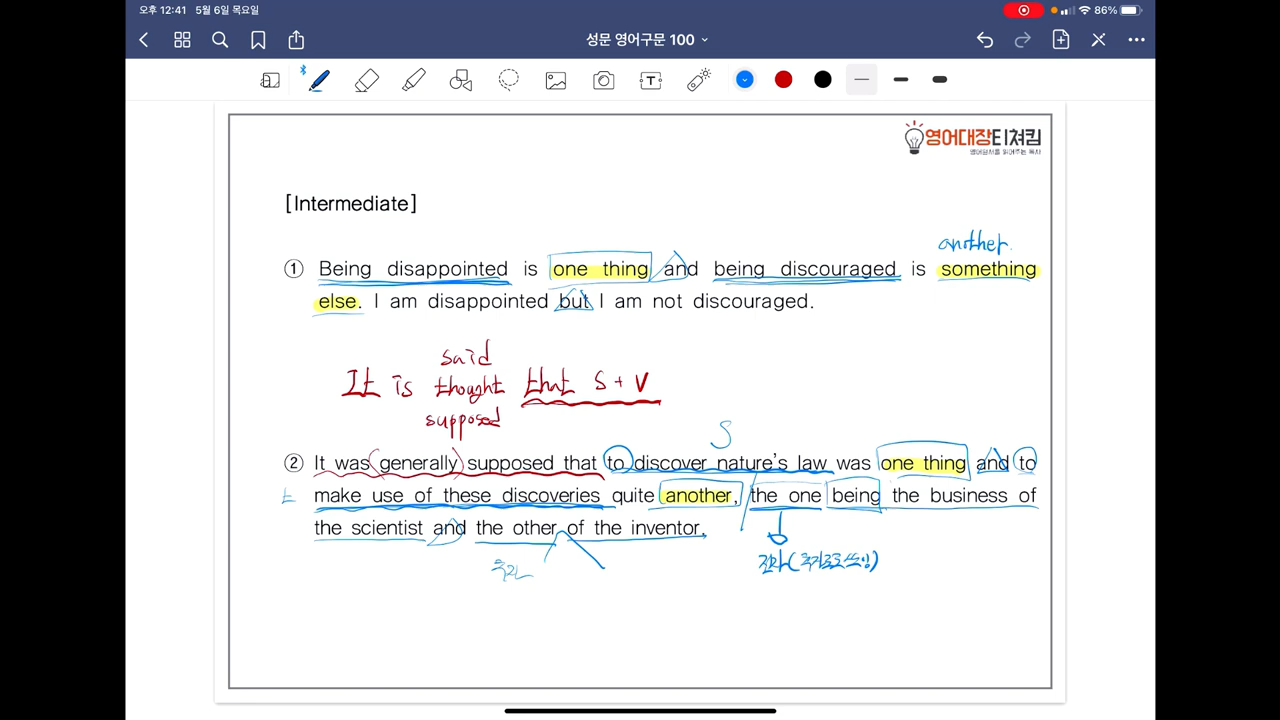 오후 12:41 5월 6일 목요일
86%
성문 영어구문 100
영어대장티쳐킴
[Intermediate]
another.
① Being disappointed is one thing and being discouraged is something
else. I am disappointed but I am not discouraged.
said
It is thought that S + V
supposed
S
② It was generally supposed that to discover nature's law was one thing and to
make use of these discoveries quite another, the one being the business of
the scientist and the other of the inventor.